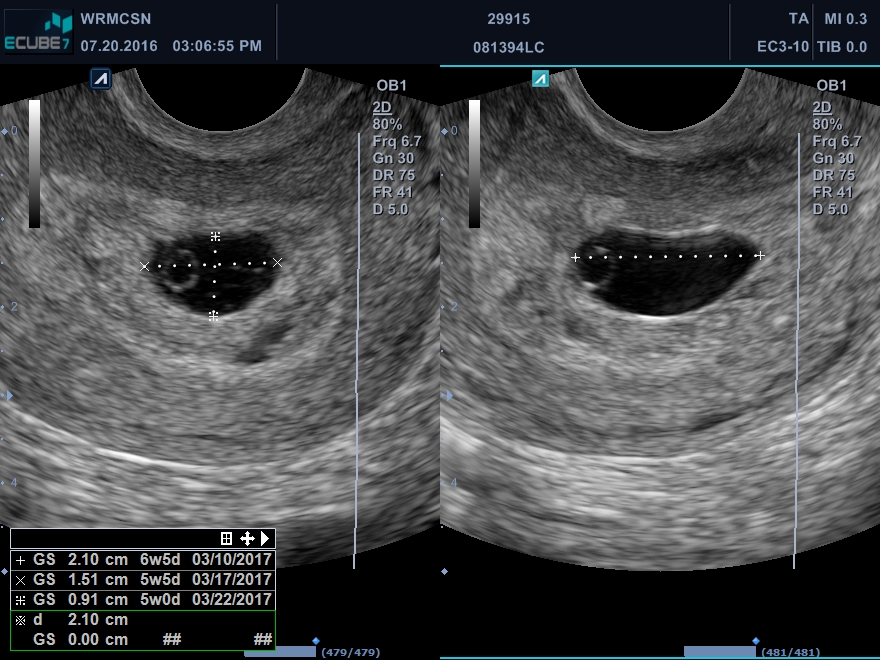 ECUBE 7
WRMCSN
07.20.2016 03:06:55 PM
29915
081394LC
TA MI 0.3
EC3-10 TIB 0.0
OB1
2D
80%
Frq 6.7
Gn 30
DR 75
FR 41
D 5.0
0
2
4
OB1
2D
80%
Frq 6.7
Gn 30
DR 75
FR 41
D 5.0
0
2
4
+ GS 2.10 cm 6w5d 03/10/2017
× GS 1.51 cm 5w5d 03/17/2017
⁜ GS 0.91 cm 5w0d 03/22/2017
※ d 2.10 cm
GS 0.00 cm ## ##
(479/479)
(481/481)